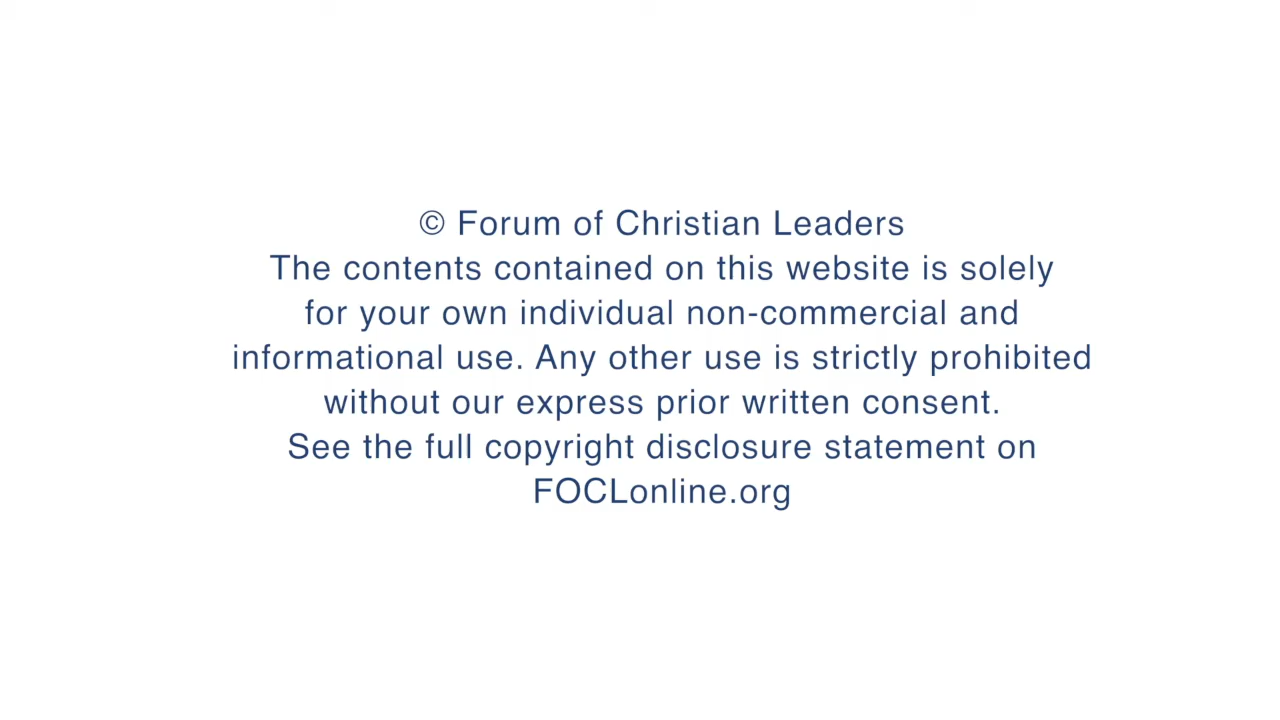 © Forum of Christian Leaders
The contents contained on this website is solely
for your own individual non-commercial and
informational use. Any other use is strictly prohibited
without our express prior written consent.
See the full copyright disclosure statement on
FOCLonline.org